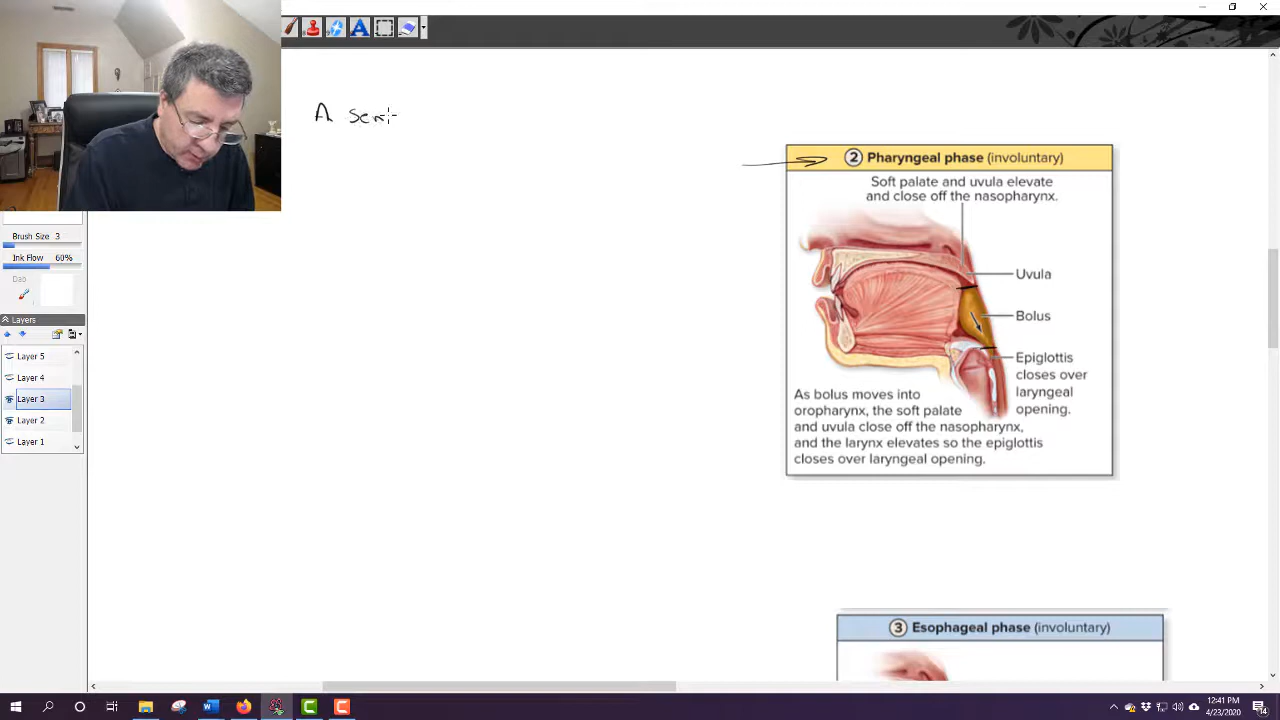 A
Brush Size 3
Ink Flow 60%
Dab
Layers
Layer 5
Layer 4
Layer 3
Layer 2
Layer 1
2 Pharyngeal phase (involuntary)
Soft palate and uvula elevate
and close off the nasopharynx.
Uvula
Bolus
Epiglottis
closes over
laryngeal
opening.
As bolus moves into
oropharynx, the soft palate
and uvula close off the nasopharynx,
and the larynx elevates so the epiglottis
closes over laryngeal opening.
3 Esophageal phase (involuntary)
12:41 PM
4/23/2020
14